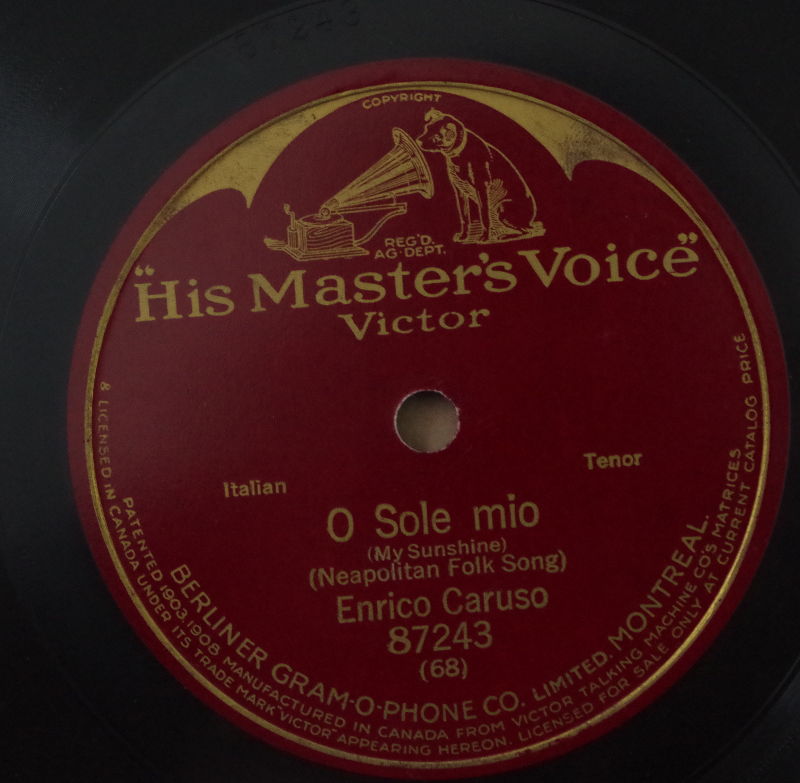 87243
COPYRIGHT
REG'D.
AG·DEPT.
"His Master's Voice"
Victor
Italian
Tenor
O Sole mio
(My Sunshine)
(Neapolitan Folk Song)
Enrico Caruso
87243
(68)
BERLINER GRAM-O-PHONE CO. LIMITED. MONTREAL.
PATENTED 1903, 1908 MANUFACTURED IN CANADA FROM VICTOR TALKING MACHINE CO'S MATRICES
& LICENSED IN CANADA UNDER ITS TRADE MARK "VICTOR" APPEARING HEREON. LICENSED FOR SALE ONLY AT CURRENT CATALOG PRICE